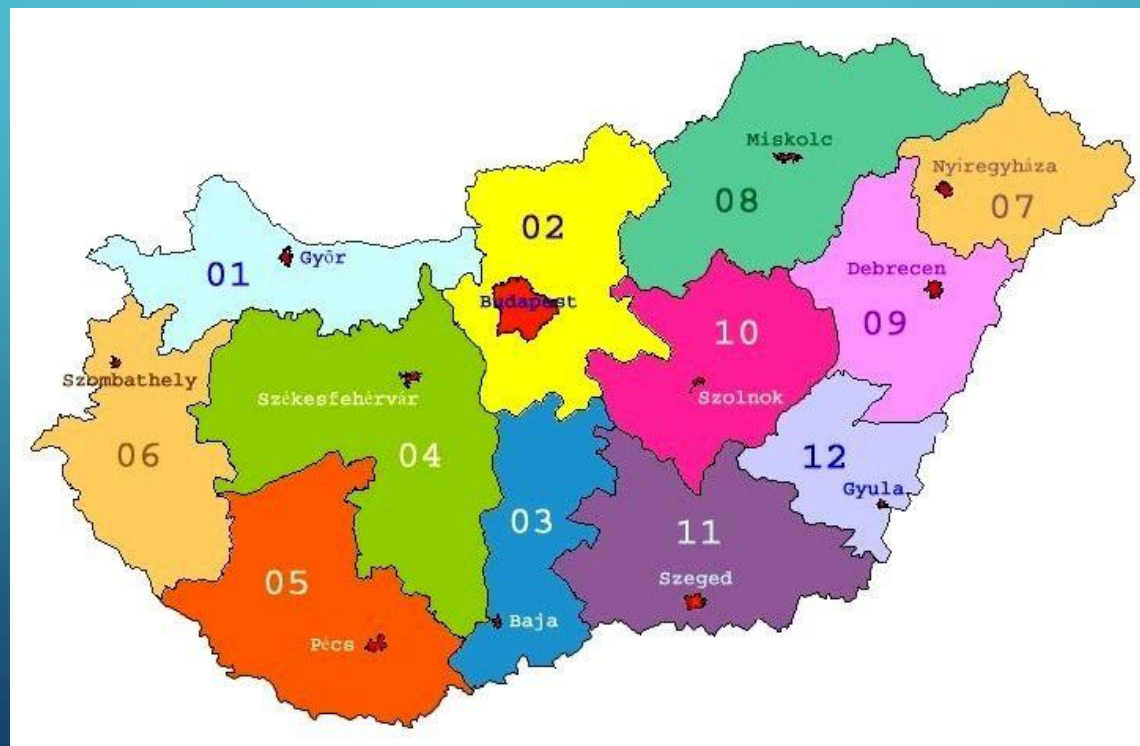 Miskolc
Nyíregyháza
08
07
02
Győr
01
Debrecen
Budapest
09
10
Szombathely
Székesfehérvár
Szolnok
06
04
12
Gyula
03
11
05
Szeged
Baja
Pécs